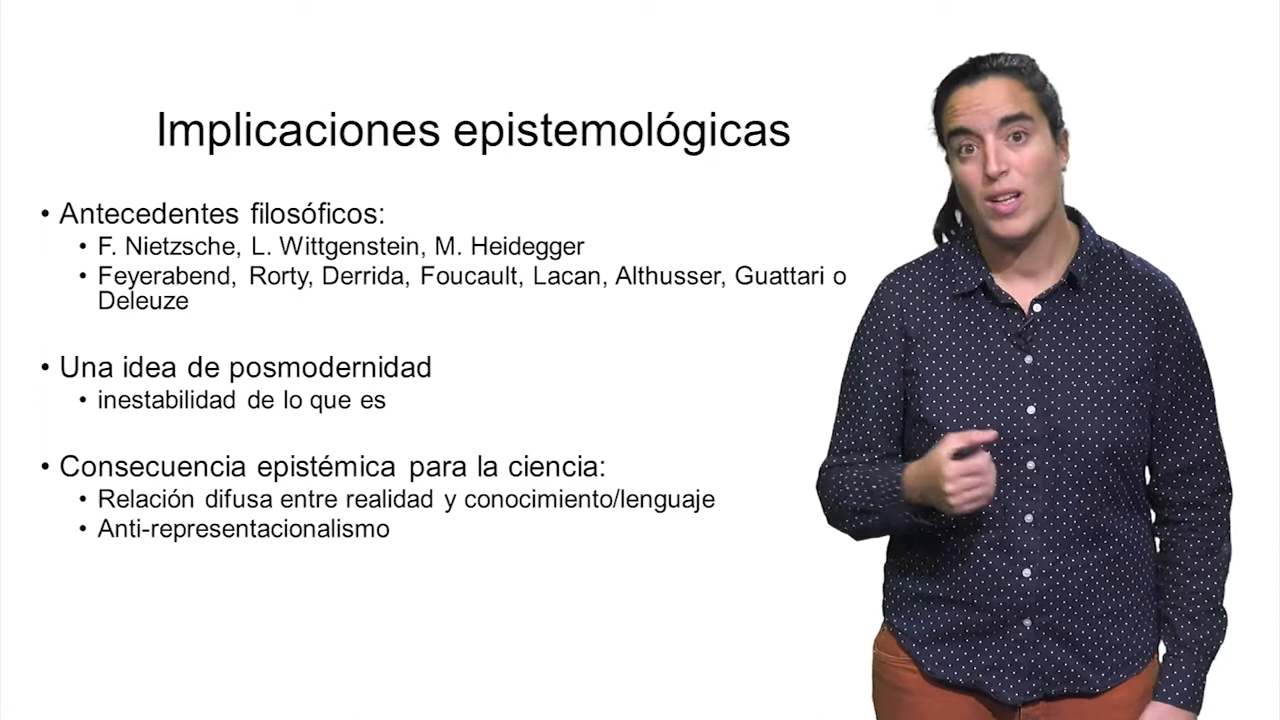 Implicaciones epistemológicas
• Antecedentes filosóficos:
• F. Nietzsche, L. Wittgenstein, M. Heidegger
• Feyerabend, Rorty, Derrida, Foucault, Lacan, Althusser, Guattari o
Deleuze
• Una idea de posmodernidad
• inestabilidad de lo que es
• Consecuencia epistémica para la ciencia:
• Relación difusa entre realidad y conocimiento/lenguaje
• Anti-representacionalismo